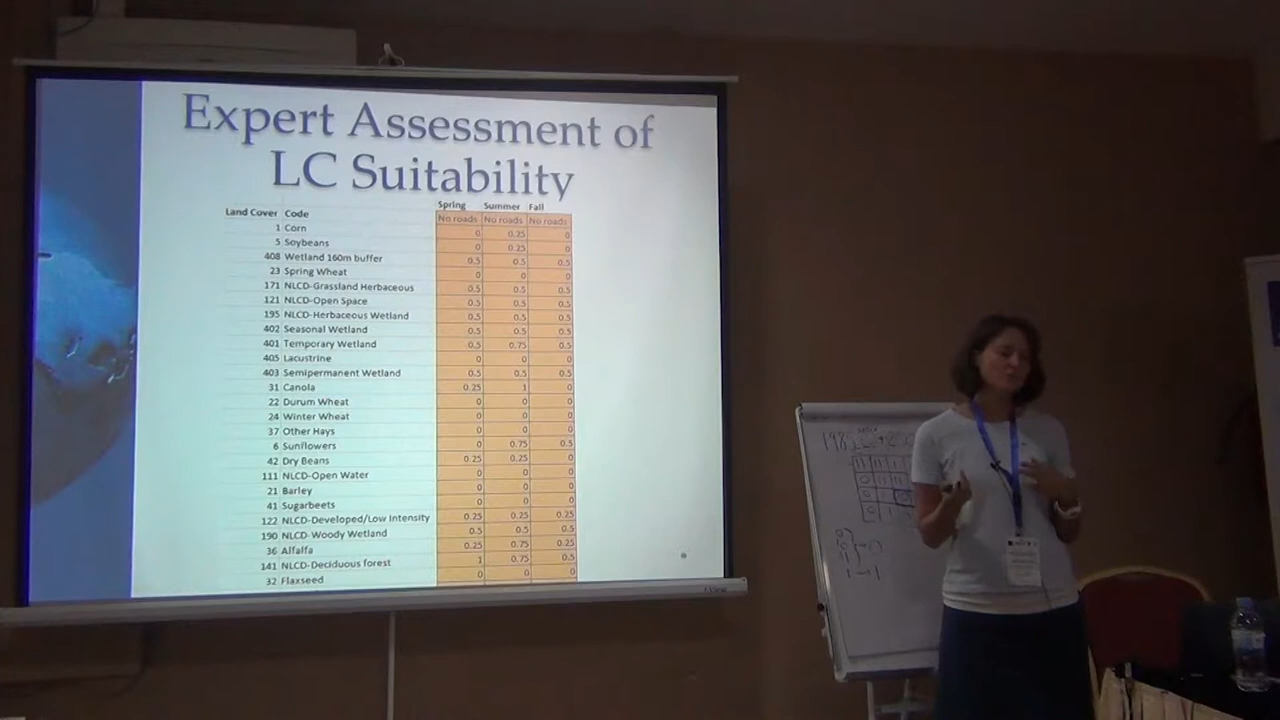 Expert Assessment of
LC Suitability
Spring Summer Fall
Land Cover Code No roads No roads No roads
1 Corn 0 0.25 0
5 Soybeans 0 0.25 0
408 Wetland 160m buffer 0.5 0.5 0.5
23 Spring Wheat 0 0 0
171 NLCD-Grassland Herbaceous 0.5 0.5 0.5
121 NLCD-Open Space 0.5 0.5 0.5
195 NLCD-Herbaceous Wetland 0.5 0.5 0.5
402 Seasonal Wetland 0.5 0.5 0.5
401 Temporary Wetland 0.5 0.75 0.5
405 Lacustrine 0 0 0
403 Semipermanent Wetland 0.5 0.5 0.5
31 Canola 0.25 1 0
22 Durum Wheat 0 0 0
24 Winter Wheat 0 0 0
37 Other Hays 0 0 0
6 Sunflowers 0 0.75 0.5
42 Dry Beans 0.25 0.25 0
111 NLCD-Open Water 0 0 0
21 Barley 0 0 0
41 Sugarbeets 0 0 0
122 NLCD-Developed/Low Intensity 0.25 0.25 0.25
190 NLCD-Woody Wetland 0.5 0.5 0.5
36 Alfalfa 0.25 0.75 0.25
141 NLCD-Deciduous forest 1 0.75 0.5
32 Flaxseed 0 0 0